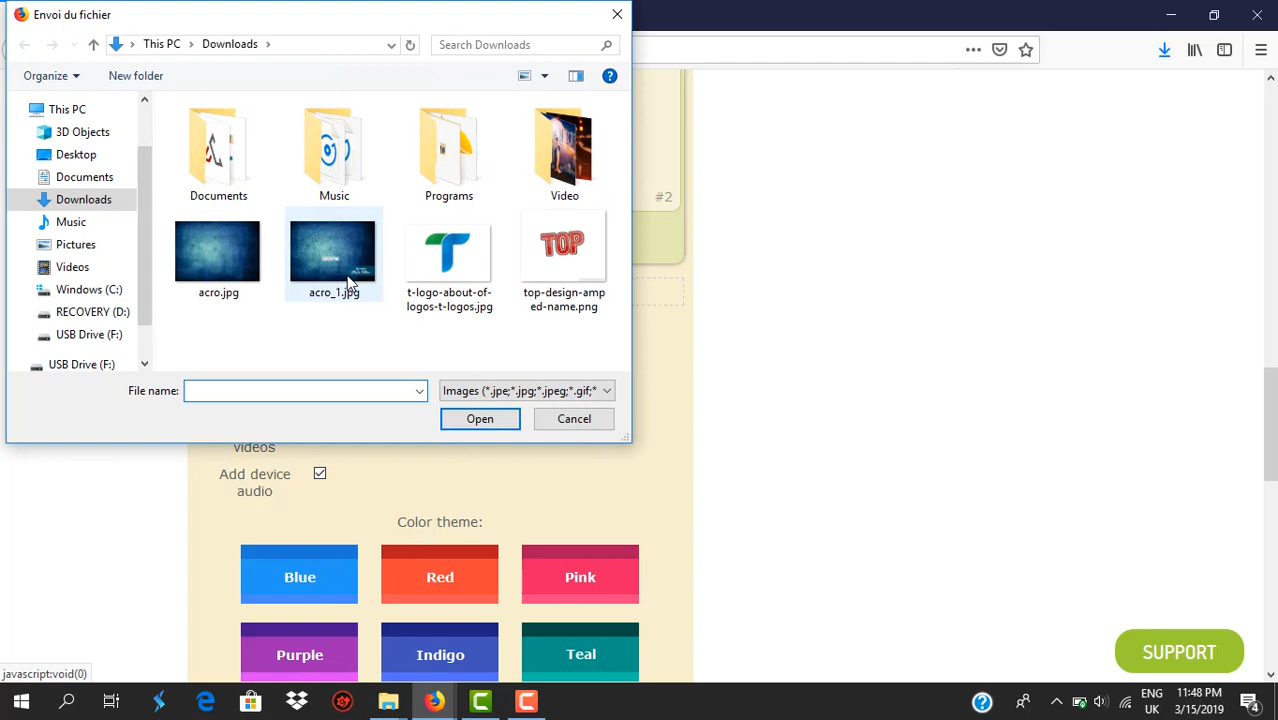 Envoi du fichier
This PC
Downloads
Search Downloads
Organize
New folder
This PC
3D Objects
Desktop
Documents
Downloads
Music
Pictures
Videos
Windows (C:)
RECOVERY (D:)
USB Drive (F:)
USB Drive (F:)
Documents
Music
Programs
Video
TOP
acro.jpg
acro_1.jpg
t-logo-about-of-
logos-t-logos.jpg
top-design-amp
ed-name.png
File name:
Images (*.jpe;*.jpg;*.jpeg;*.gif;*
Open
Cancel
#2
videos
Add device
audio
Color theme:
Blue
Red
Pink
Purple
Indigo
Teal
SUPPORT
javascript:void(0)
ENG
UK
11:48 PM
3/15/2019
4